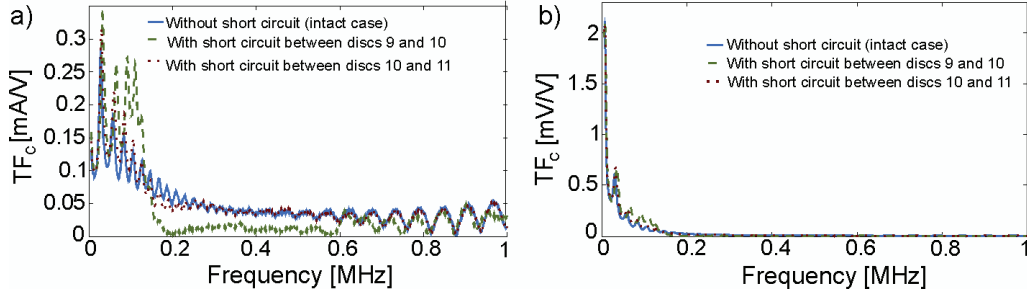 a)
TF_c [mA/V]
0.35
0.3
0.25
0.2
0.15
0.1
0.05
0
Without short circuit (intact case)
With short circuit between discs 9 and 10
With short circuit between discs 10 and 11
0 0.2 0.4 0.6 0.8 1
Frequency [MHz]
b)
TF_c [mV/V]
2
1.5
1
0.5
0
Without short circuit (intact case)
With short circuit between discs 9 and 10
With short circuit between discs 10 and 11
0 0.2 0.4 0.6 0.8 1
Frequency [MHz]